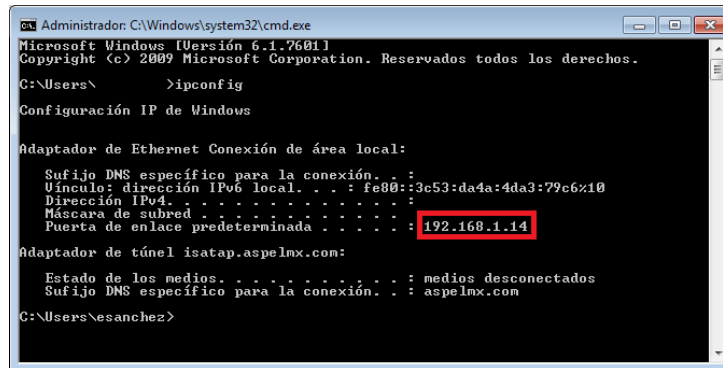 Administrador: C:\Windows\system32\cmd.exe
Microsoft Windows [Versión 6.1.7601]
Copyright (c) 2009 Microsoft Corporation. Reservados todos los derechos.
C:\Users\ >ipconfig
Configuración IP de Windows
Adaptador de Ethernet Conexión de área local:
Sufijo DNS específico para la conexión. . :
Vínculo: dirección IPv6 local. . . : fe80::3c53:da4a:4da3:79c6%10
Dirección IPv4. . . . . . . . . . . . . . :
Máscara de subred . . . . . . . . . . . . :
Puerta de enlace predeterminada . . . . . : 192.168.1.14
Adaptador de túnel isatap.aspelmx.com:
Estado de los medios. . . . . . . . . . . : medios desconectados
Sufijo DNS específico para la conexión. . : aspelmx.com
C:\Users\esanchez>